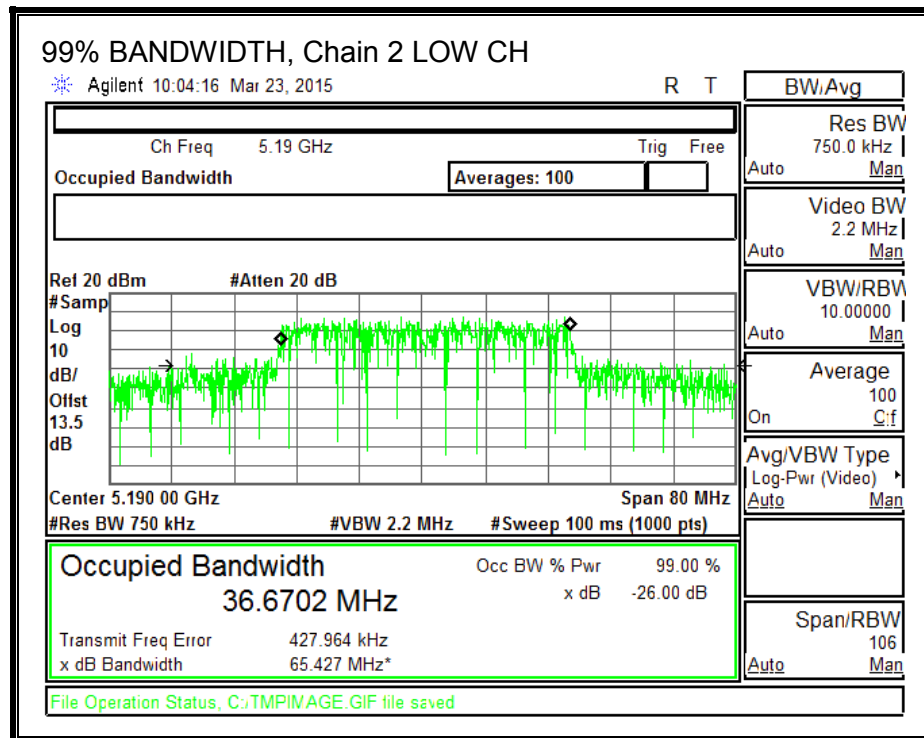 99% BANDWIDTH, Chain 2 LOW CH
Agilent 10:04:16 Mar 23, 2015 R T
Ch Freq 5.19 GHz Trig Free
Occupied Bandwidth Averages: 100
Ref 20 dBm #Atten 20 dB
#Samp
Log
10
dB/
Offst
13.5
dB
Center 5.190 00 GHz Span 80 MHz
#Res BW 750 kHz #VBW 2.2 MHz #Sweep 100 ms (1000 pts)
Occupied Bandwidth
36.6702 MHz
Occ BW % Pwr 99.00 %
x dB -26.00 dB
Transmit Freq Error 427.964 kHz
x dB Bandwidth 65.427 MHz*
File Operation Status, C:/TMPIMAGE.GIF file saved
BW/Avg
Res BW
750.0 kHz
Auto Man
Video BW
2.2 MHz
Auto Man
VBW/RBW
10.00000
Auto Man
Average
100
On Off
Avg/VBW Type
Log-Pwr (Video)
Auto Man
Span/RBW
106
Auto Man